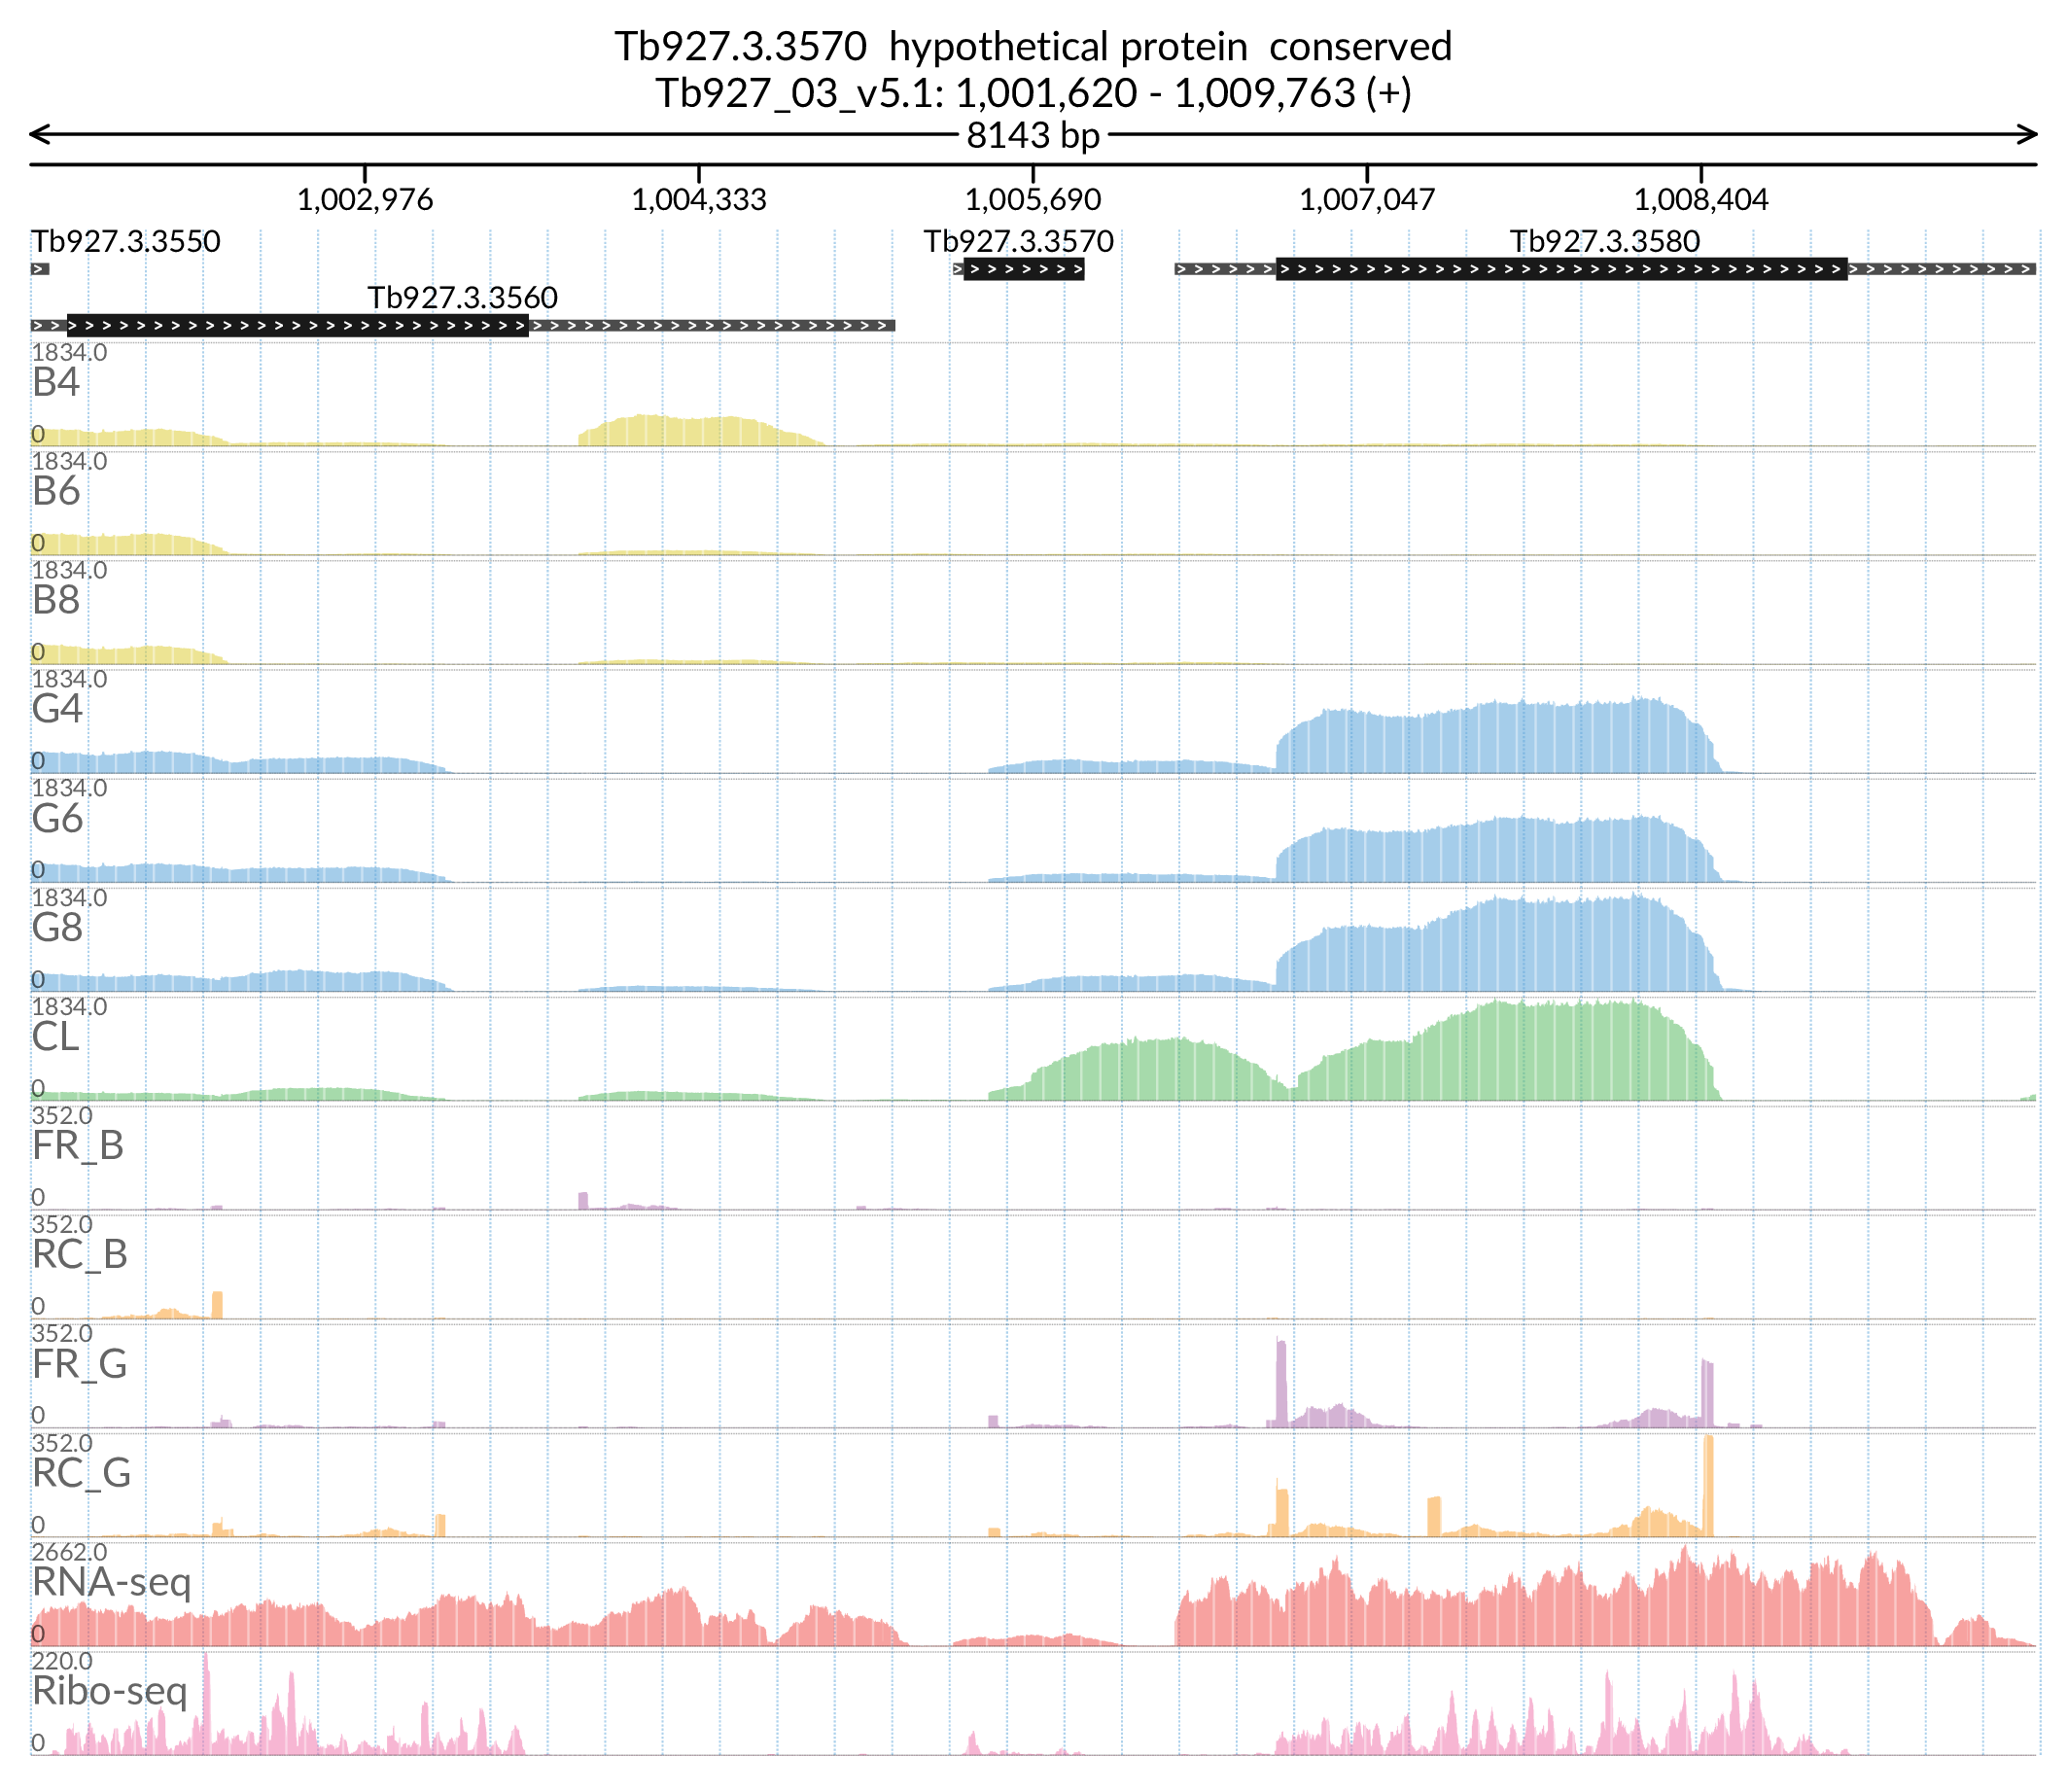 Tb927.3.3570 hypothetical protein conserved
Tb927_03_v5.1: 1,001,620 - 1,009,763 (+)
8143 bp
1,002,976 1,004,333 1,005,690 1,007,047 1,008,404
Tb927.3.3550 Tb927.3.3570 Tb927.3.3580
Tb927.3.3560
1834.0
B4
0
1834.0
B6
0
1834.0
B8
0
1834.0
G4
0
1834.0
G6
0
1834.0
G8
0
1834.0
CL
0
352.0
FR_B
0
352.0
RC_B
0
352.0
FR_G
0
352.0
RC_G
0
2662.0
RNA-seq
0
220.0
Ribo-seq
0